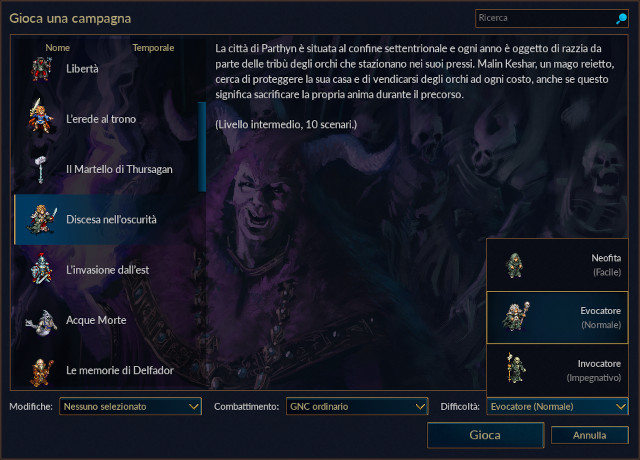 Gioca una campagna
Ricerca
Nome
Temporale
Libertà
L'erede al trono
Il Martello di Thursagan
Discesa nell'oscurità
L'invasione dall'est
Acque Morte
Le memorie di Delfador
La città di Parthyn è situata al confine settentrionale e ogni anno è oggetto di razzia da
parte delle tribù degli orchi che stazionano nei suoi pressi. Malin Keshar, un mago reietto,
cerca di proteggere la sua casa e di vendicarsi degli orchi ad ogni costo, anche se questo
significa sacrificare la propria anima durante il precorso.
(Livello intermedio, 10 scenari.)
Neofita
(Facile)
Evocatore
(Normale)
Invocatore
(Impegnativo)
Modifiche:
Nessuno selezionato
Combattimento:
GNC ordinario
Difficoltà:
Evocatore (Normale)
Gioca
Annulla